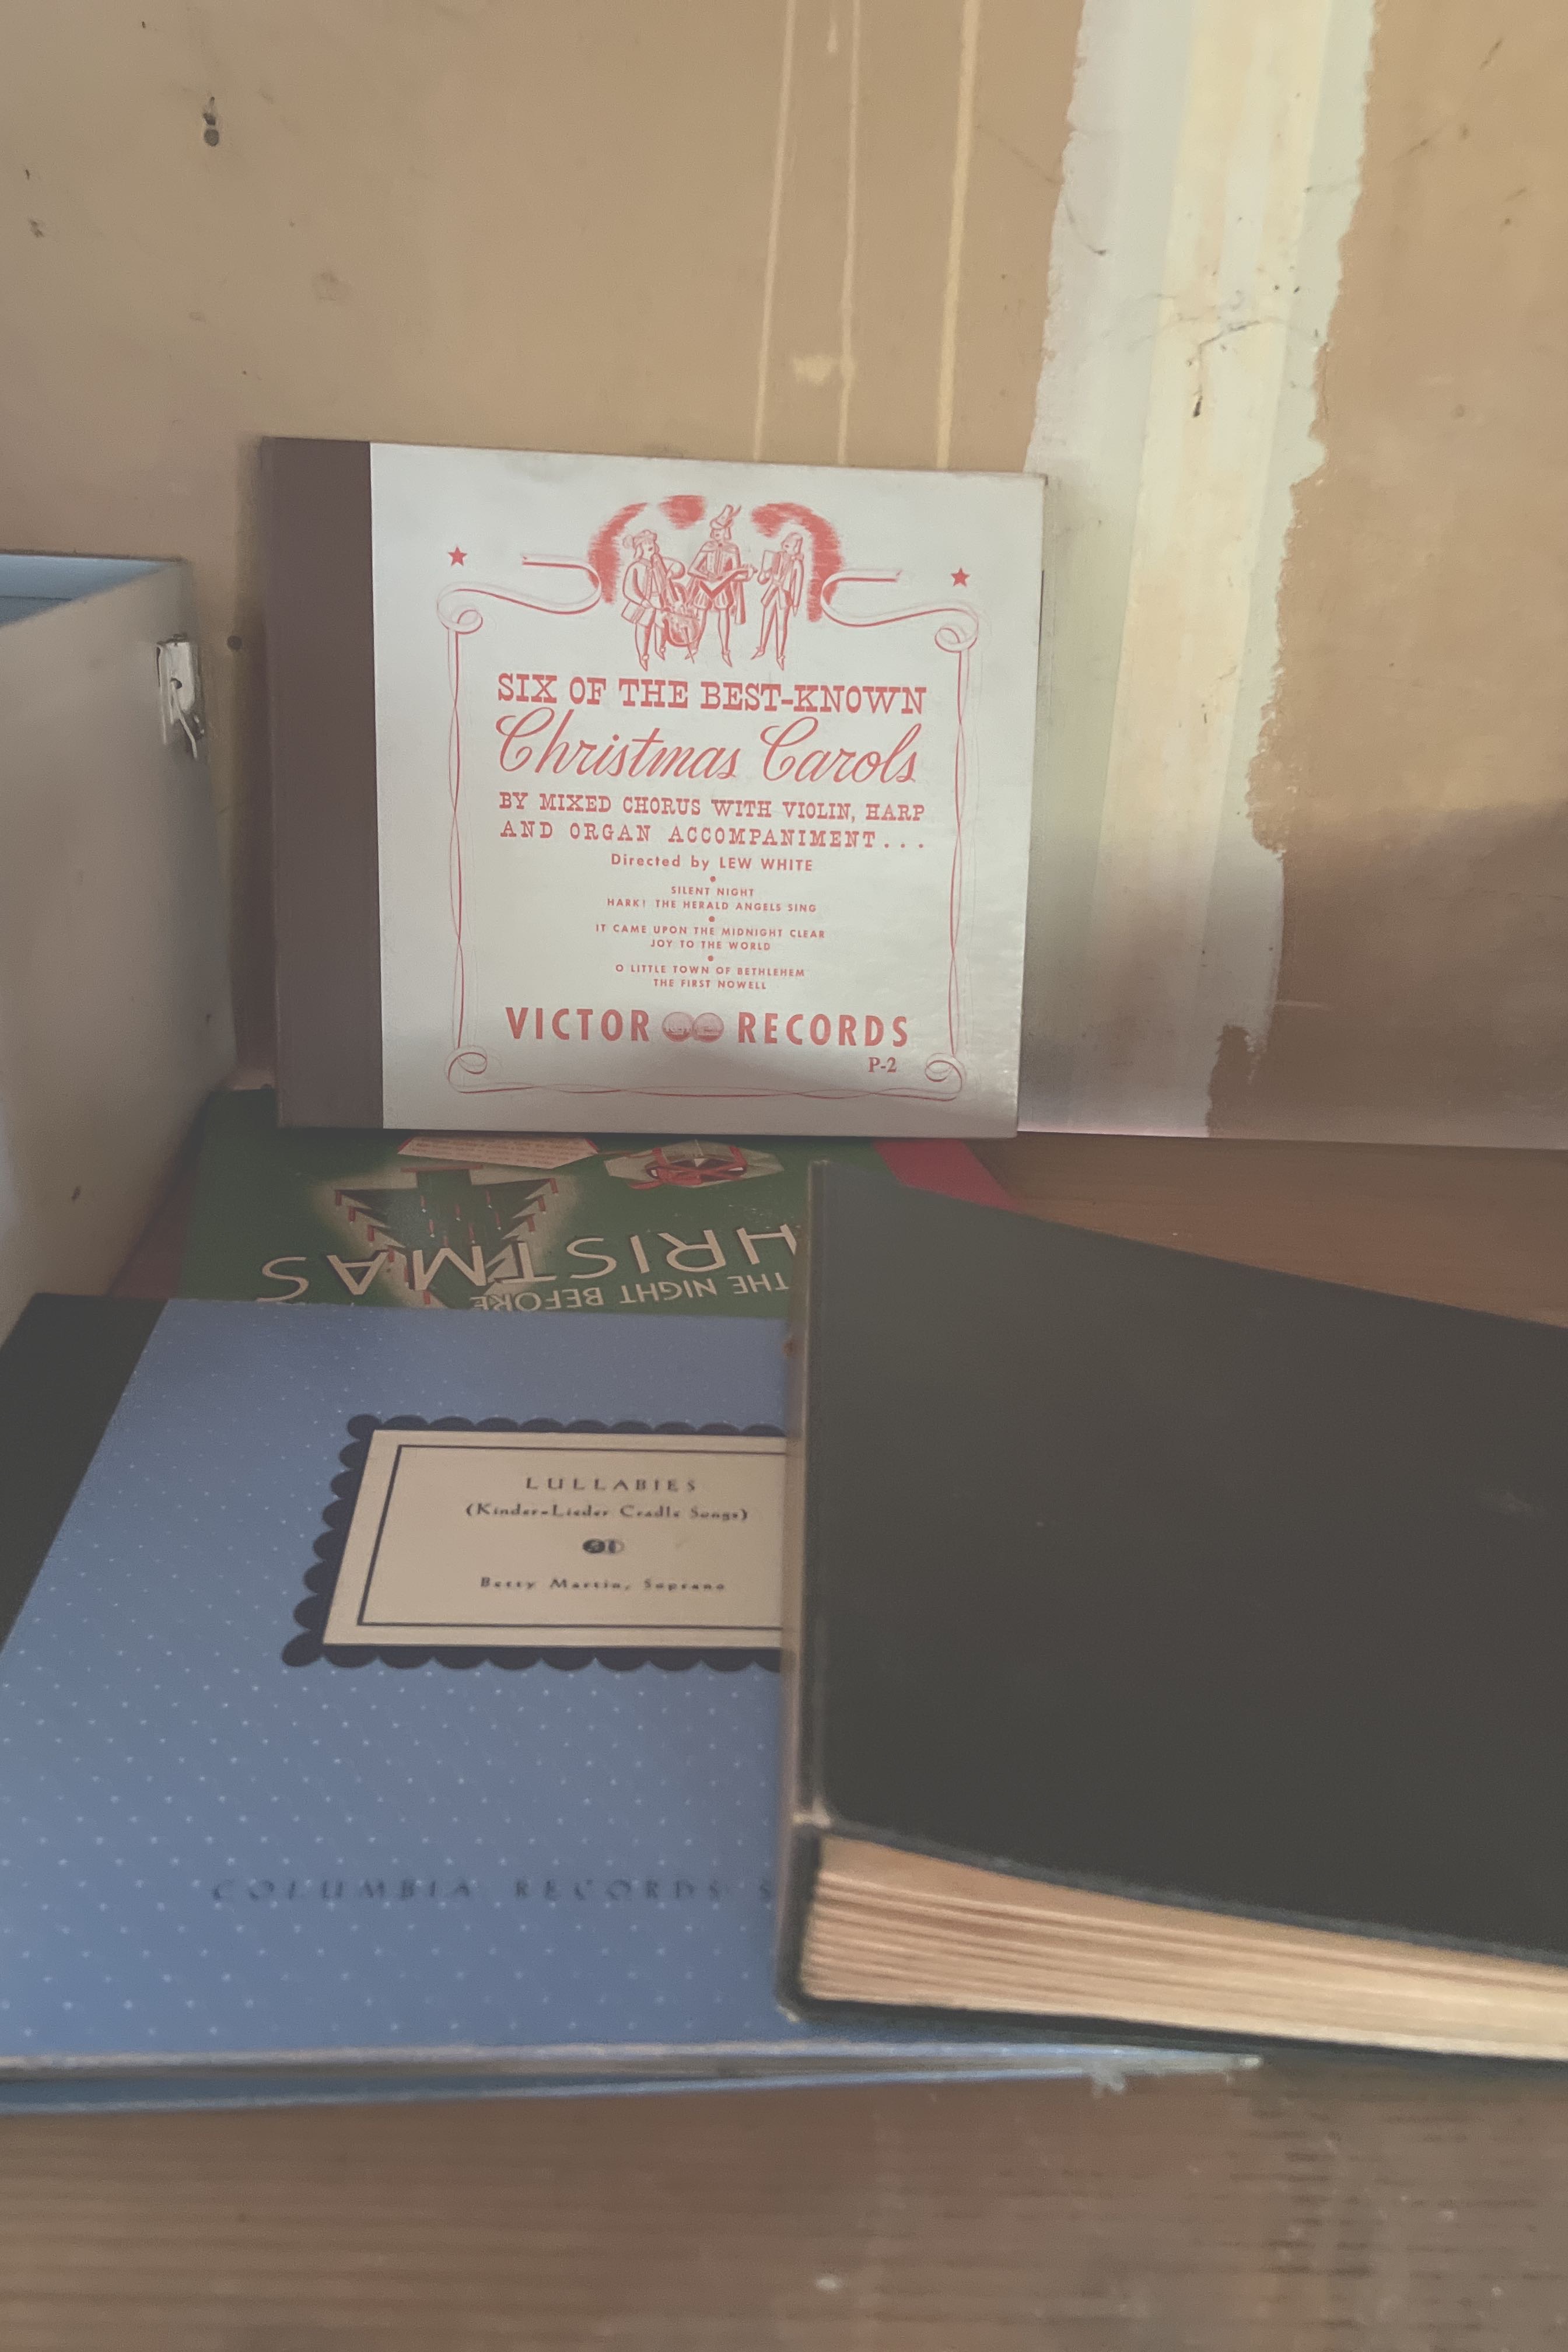 SIX OF THE BEST-KNOWN
Christmas Carols
BY MIXED CHORUS WITH VIOLIN, HARP
AND ORGAN ACCOMPANIMENT...
Directed by LEW WHITE
SILENT NIGHT
HARK! THE HERALD ANGELS SING
IT CAME UPON THE MIDNIGHT CLEAR
JOY TO THE WORLD
O LITTLE TOWN OF BETHLEHEM
THE FIRST NOWELL
VICTOR RECORDS
P-2
THE NIGHT BEFORE
HRISTMAS
LULLABIES
(Kinder-Lieder Cradle Songs)
Betty Martin, Soprano
COLUMBIA RECORDS S